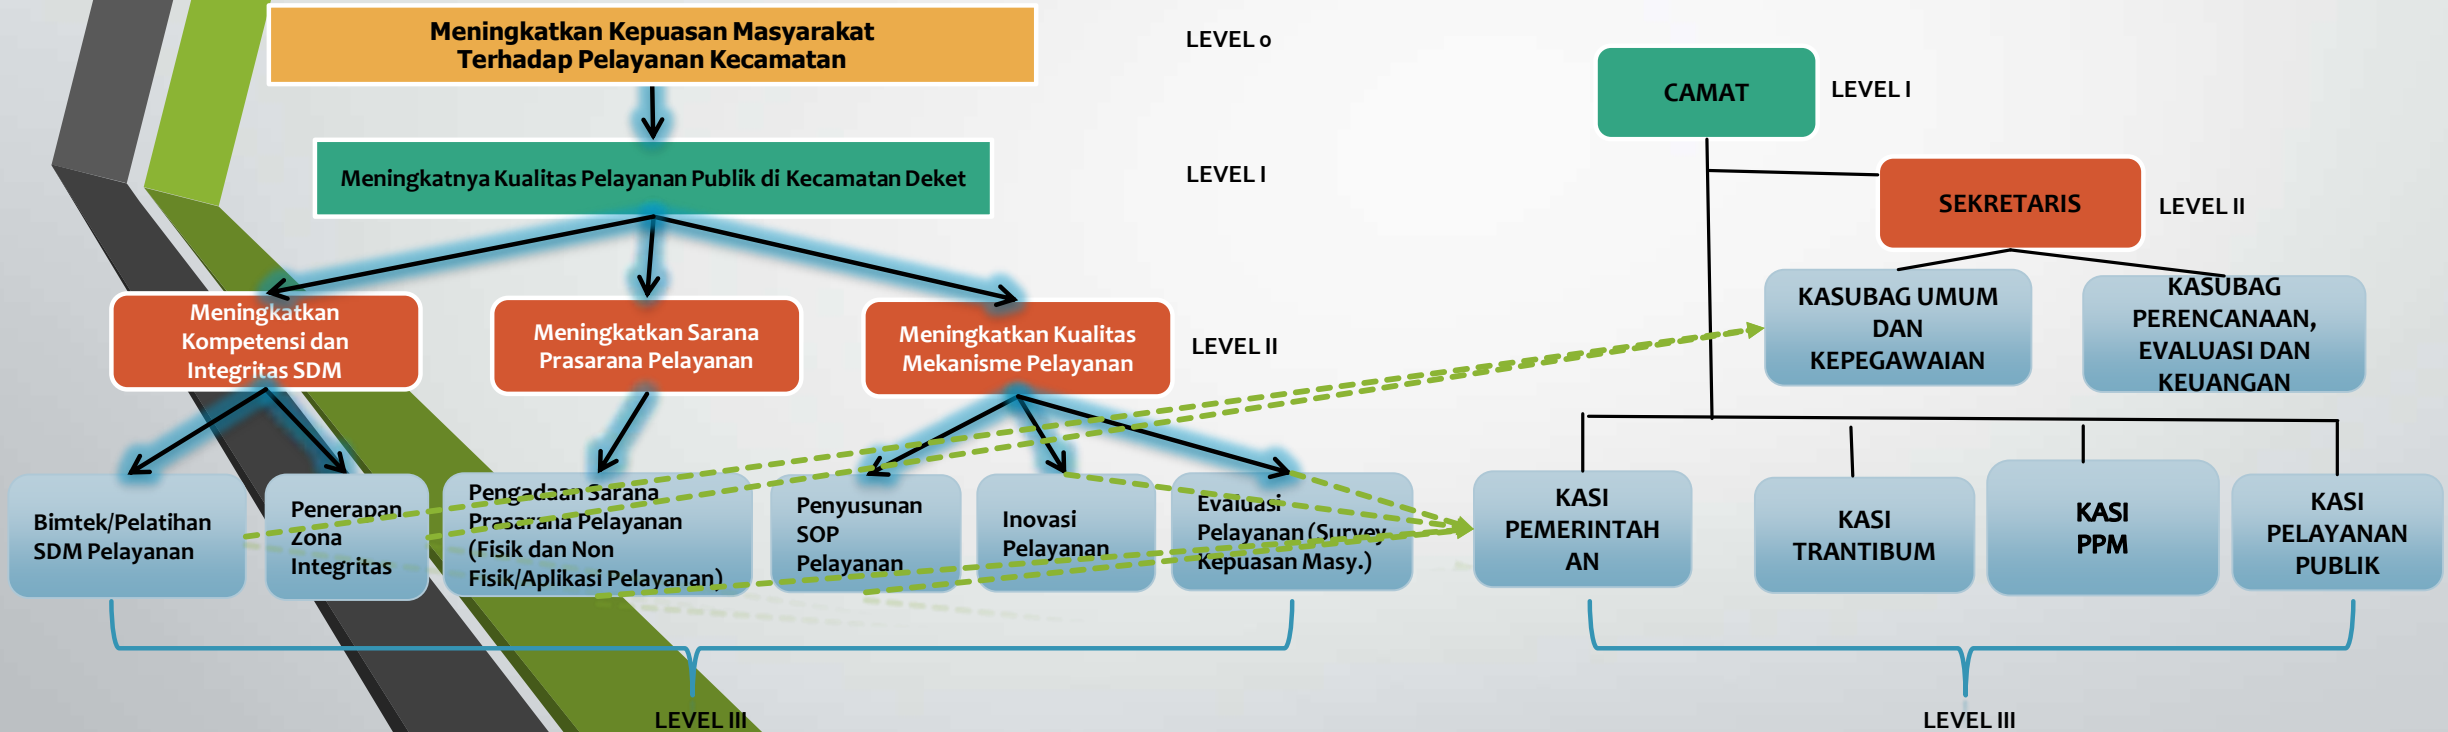 Meningkatkan Kepuasan Masyarakat
Terhadap Pelayanan Kecamatan
LEVEL 0
Meningkatnya Kualitas Pelayanan Publik di Kecamatan Deket
LEVEL I
Meningkatkan
Kompetensi dan
Integritas SDM
Meningkatkan Sarana
Prasarana Pelayanan
Meningkatkan Kualitas
Mekanisme Pelayanan
LEVEL II
Bimtek/Pelatihan
SDM Pelayanan
Penerapan
Zona
Integritas
Pengadaan Sarana
Prasarana Pelayanan
(Fisik dan Non
Fisik/Aplikasi Pelayanan)
Penyusunan
SOP
Pelayanan
Inovasi
Pelayanan
Evaluasi
Pelayanan (Survey
Kepuasan Masy.)
LEVEL III
CAMAT
LEVEL I
SEKRETARIS
LEVEL II
KASUBAG UMUM
DAN
KEPEGAWAIAN
KASUBAG
PERENCANAAN,
EVALUASI DAN
KEUANGAN
KASI
PEMERINTAH
AN
KASI
TRANTIBUM
KASI
PPM
KASI
PELAYANAN
PUBLIK
LEVEL III